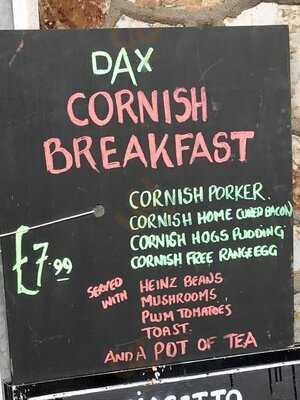 DAX
CORNISH
BREAKFAST
CORNISH PORKER.
CORNISH HOME CURED BACON)
CORNISH HOGS PUDDING.
CORNISH FREE RANGE EGG
£7.99
SERVED
WITH
HEINZ BEANS
MUSHROOMS
PLUM TOMATOES
TOAST.
AND A POT OF TEA